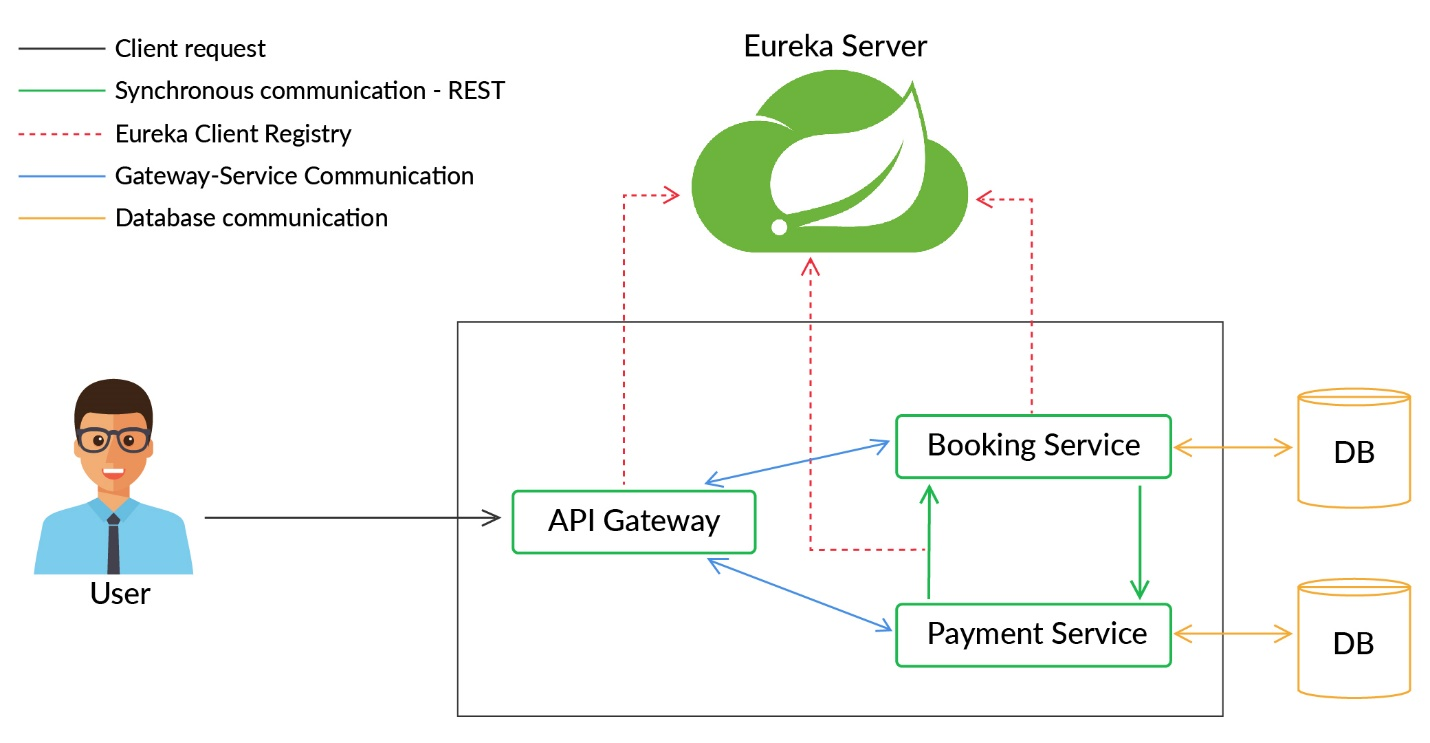 Client request
Synchronous communication - REST
Eureka Client Registry
Gateway-Service Communication
Database communication
Eureka Server
User
API Gateway
Booking Service
Payment Service
DB
DB